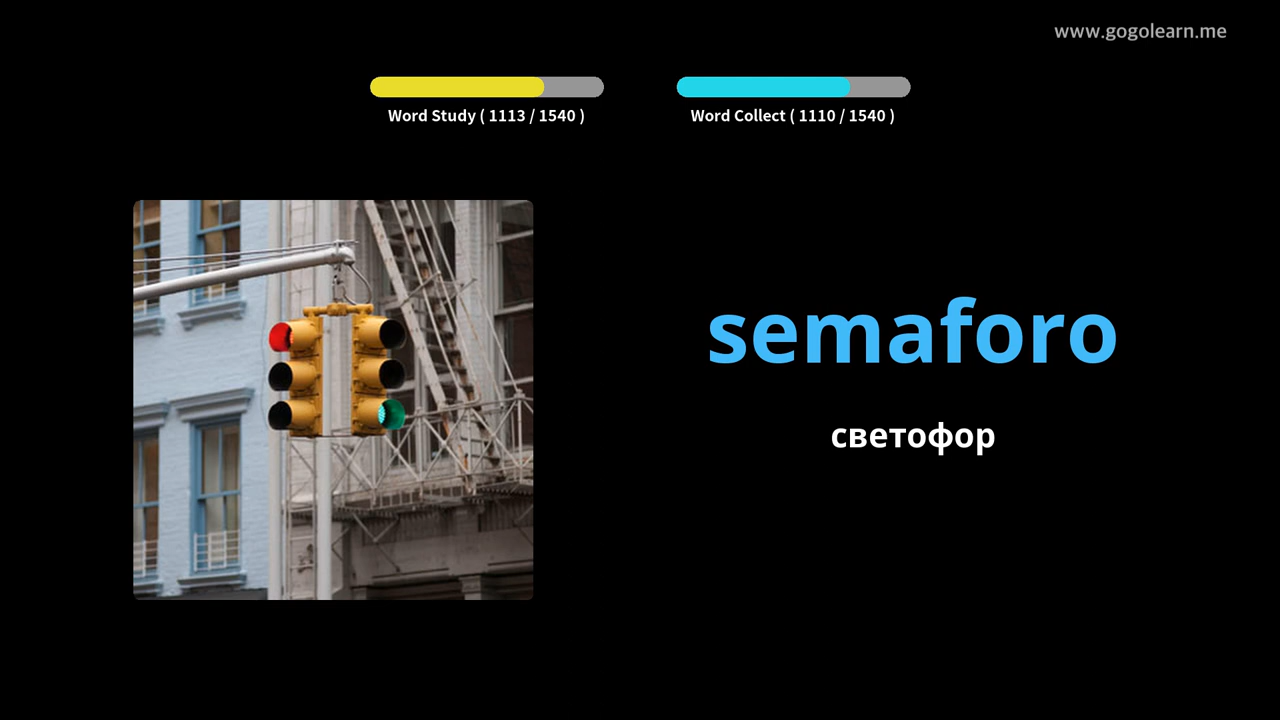 www.gogolearn.me
Word Study ( 1113 / 1540 )
Word Collect ( 1110 / 1540 )
semaforo
светофор